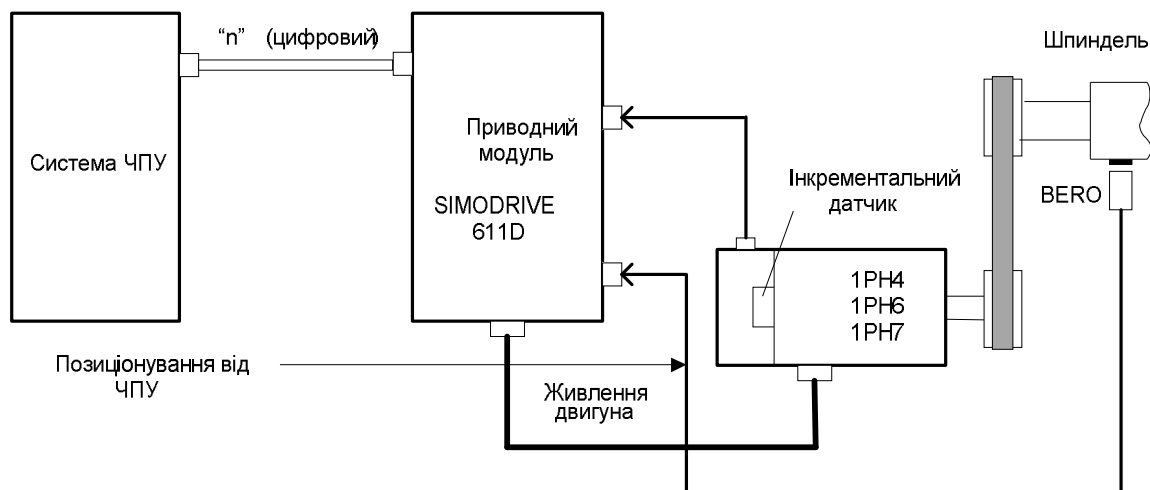 “n” (цифровий)
Шпиндель
Система ЧПУ
Приводний
модуль
SIMODRIVE
611D
Інкрементальний
датчик
BERO
1PH4
1PH6
1PH7
Позиціонування від
ЧПУ
Живлення
двигуна